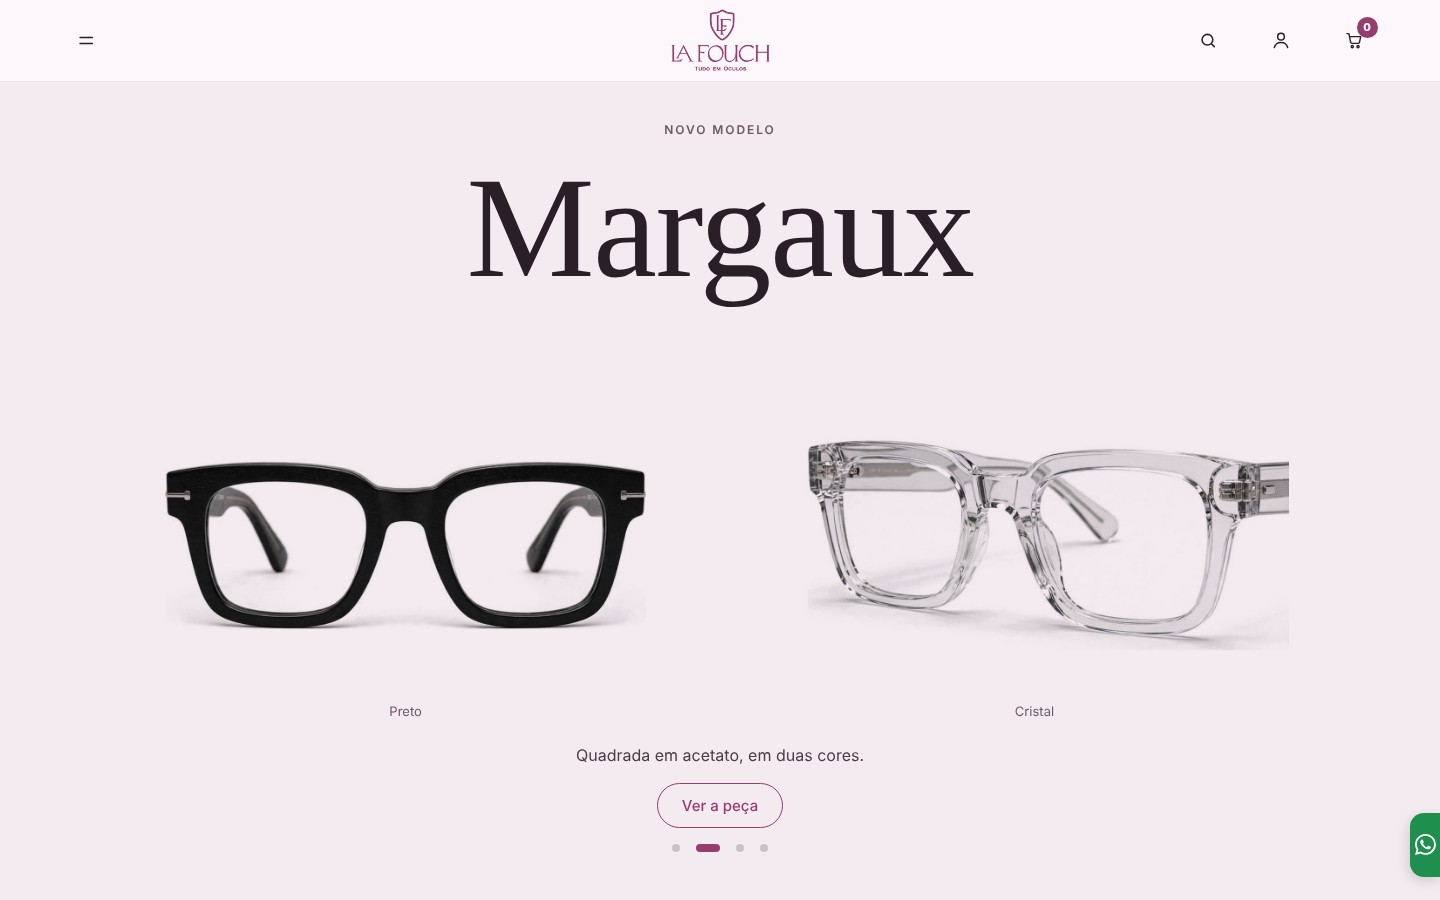 LF
LA FOUCH
TUDO EM ÓCULOS
0
NOVO MODELO
Margaux
Preto
Cristal
Quadrada em acetato, em duas cores.
Ver a peça